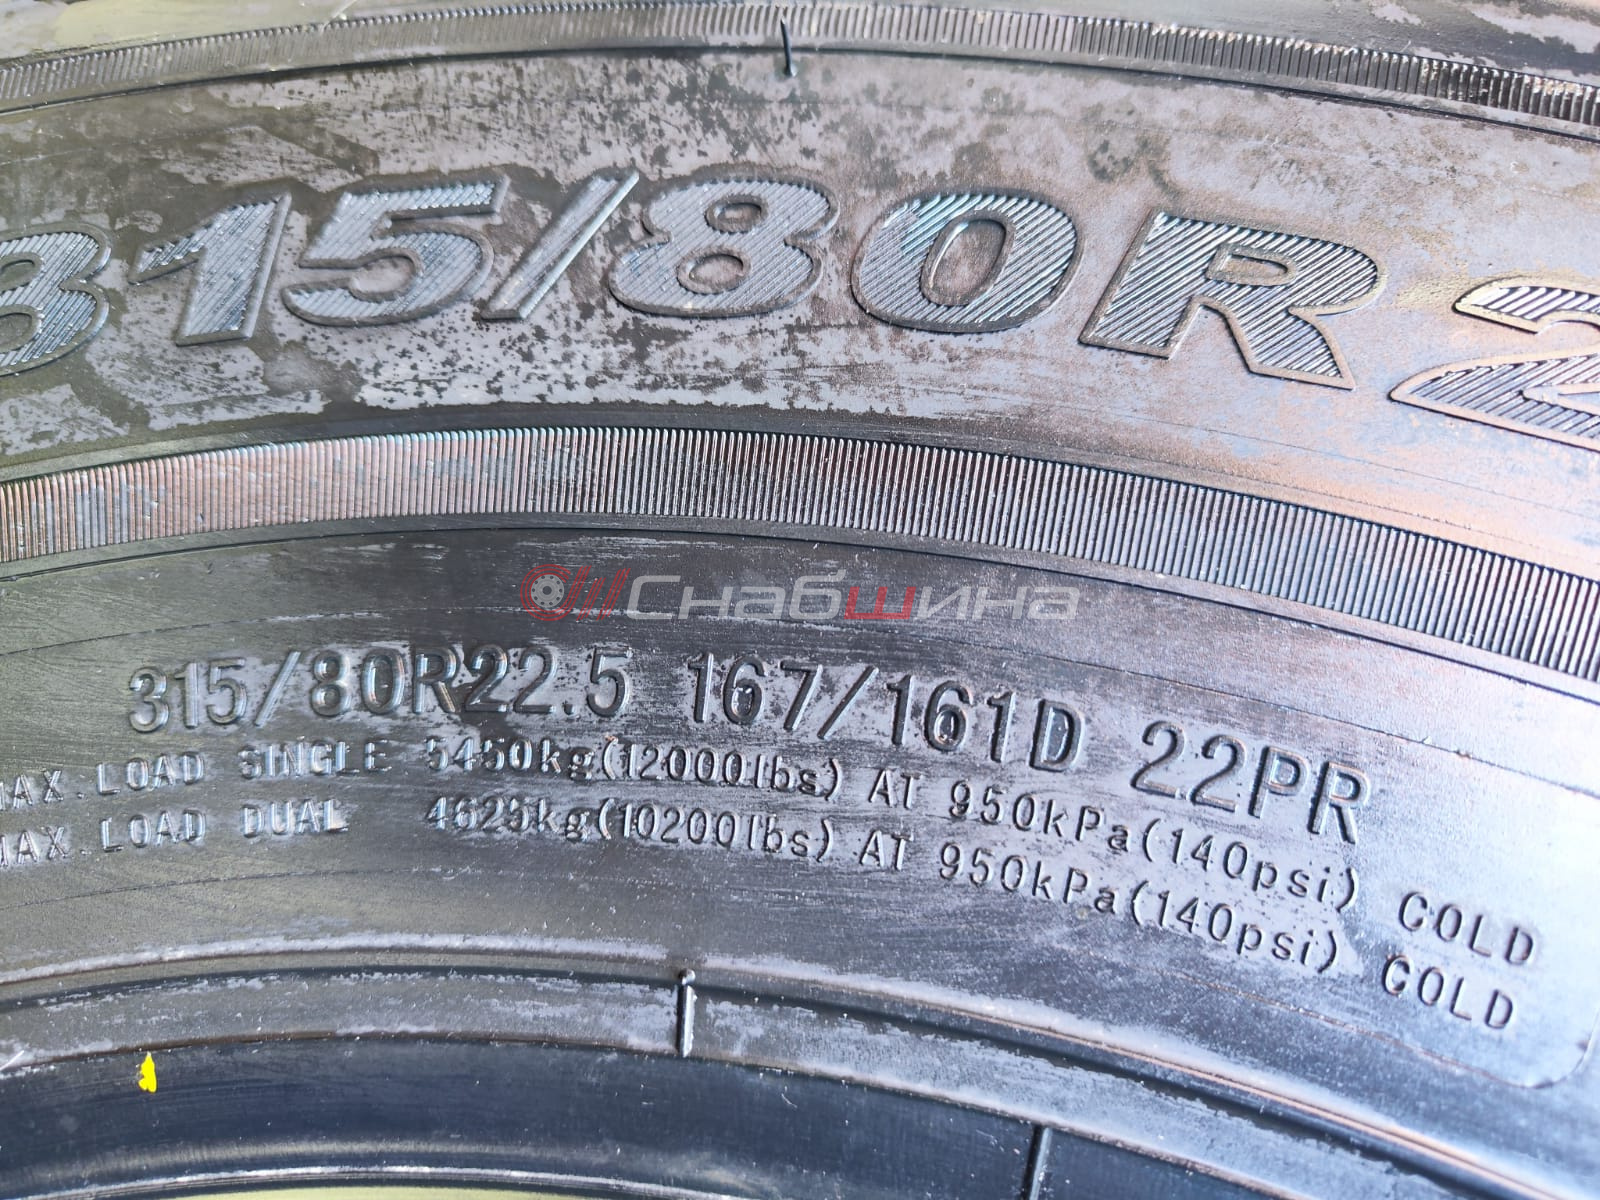 315/80R2
Снабшина
315/80R22.5 167/161D 22PR
MAX.LOAD SINGLE 5450kg(12000lbs) AT 950kPa(140psi) COLD
MAX.LOAD DUAL 4625kg(10200lbs) AT 950kPa(140psi) COLD